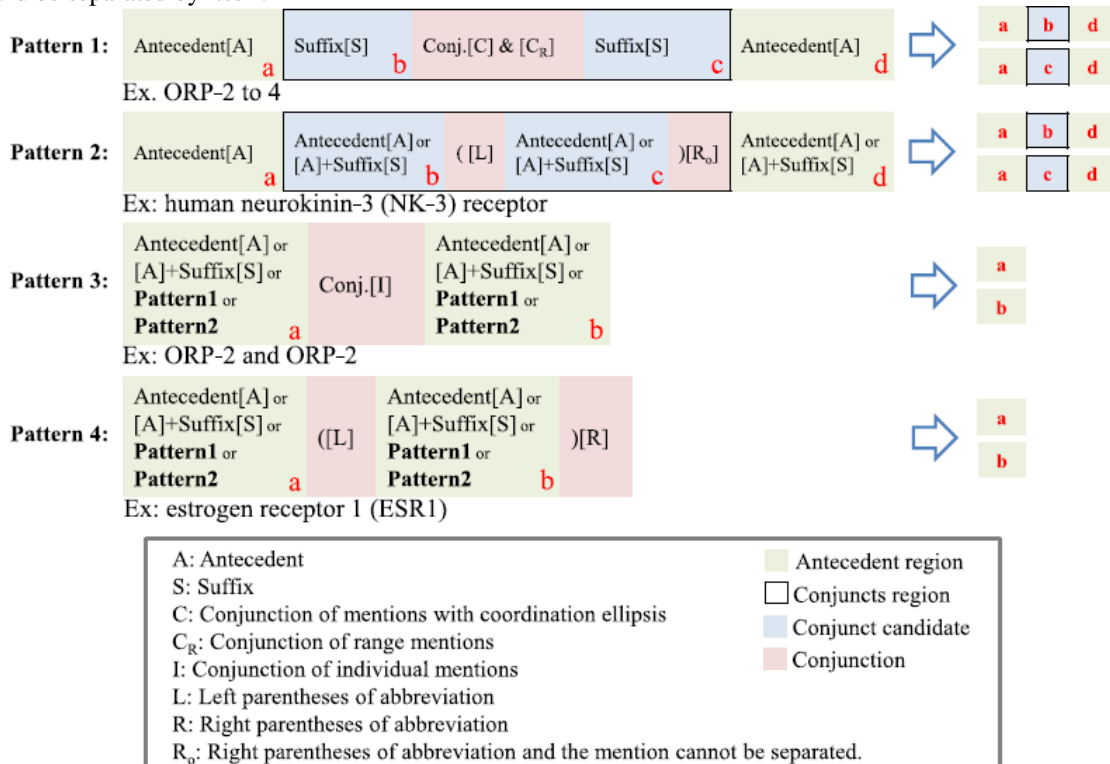 be separated by itself.
Pattern 1: Antecedent[A] a Suffix[S] b Conj.[C] & [CR] Suffix[S] c Antecedent[A] d a b d
a c d
Ex. ORP-2 to 4
Pattern 2: Antecedent[A] a Antecedent[A] or [A]+Suffix[S] b ( [L] Antecedent[A] or [A]+Suffix[S] c )[Ro] Antecedent[A] or [A]+Suffix[S] d a b d
a c d
Ex: human neurokinin-3 (NK-3) receptor
Antecedent[A] or Antecedent[A] or
[A]+Suffix[S] or [A]+Suffix[S] or a
Pattern 3: Pattern1 or Conj.[I] Pattern1 or
Pattern2 a Pattern2 b b
Ex: ORP-2 and ORP-2
Antecedent[A] or Antecedent[A] or
Pattern 4: [A]+Suffix[S] or ([L] [A]+Suffix[S] or )[R] a
Pattern1 or Pattern1 or
Pattern2 a Pattern2 b b
Ex: estrogen receptor 1 (ESR1)
A: Antecedent
S: Suffix
C: Conjunction of mentions with coordination ellipsis
CR: Conjunction of range mentions
I: Conjunction of individual mentions
L: Left parentheses of abbreviation
R: Right parentheses of abbreviation
Ro: Right parentheses of abbreviation and the mention cannot be separated.
Antecedent region
Conjuncts region
Conjunct candidate
Conjunction